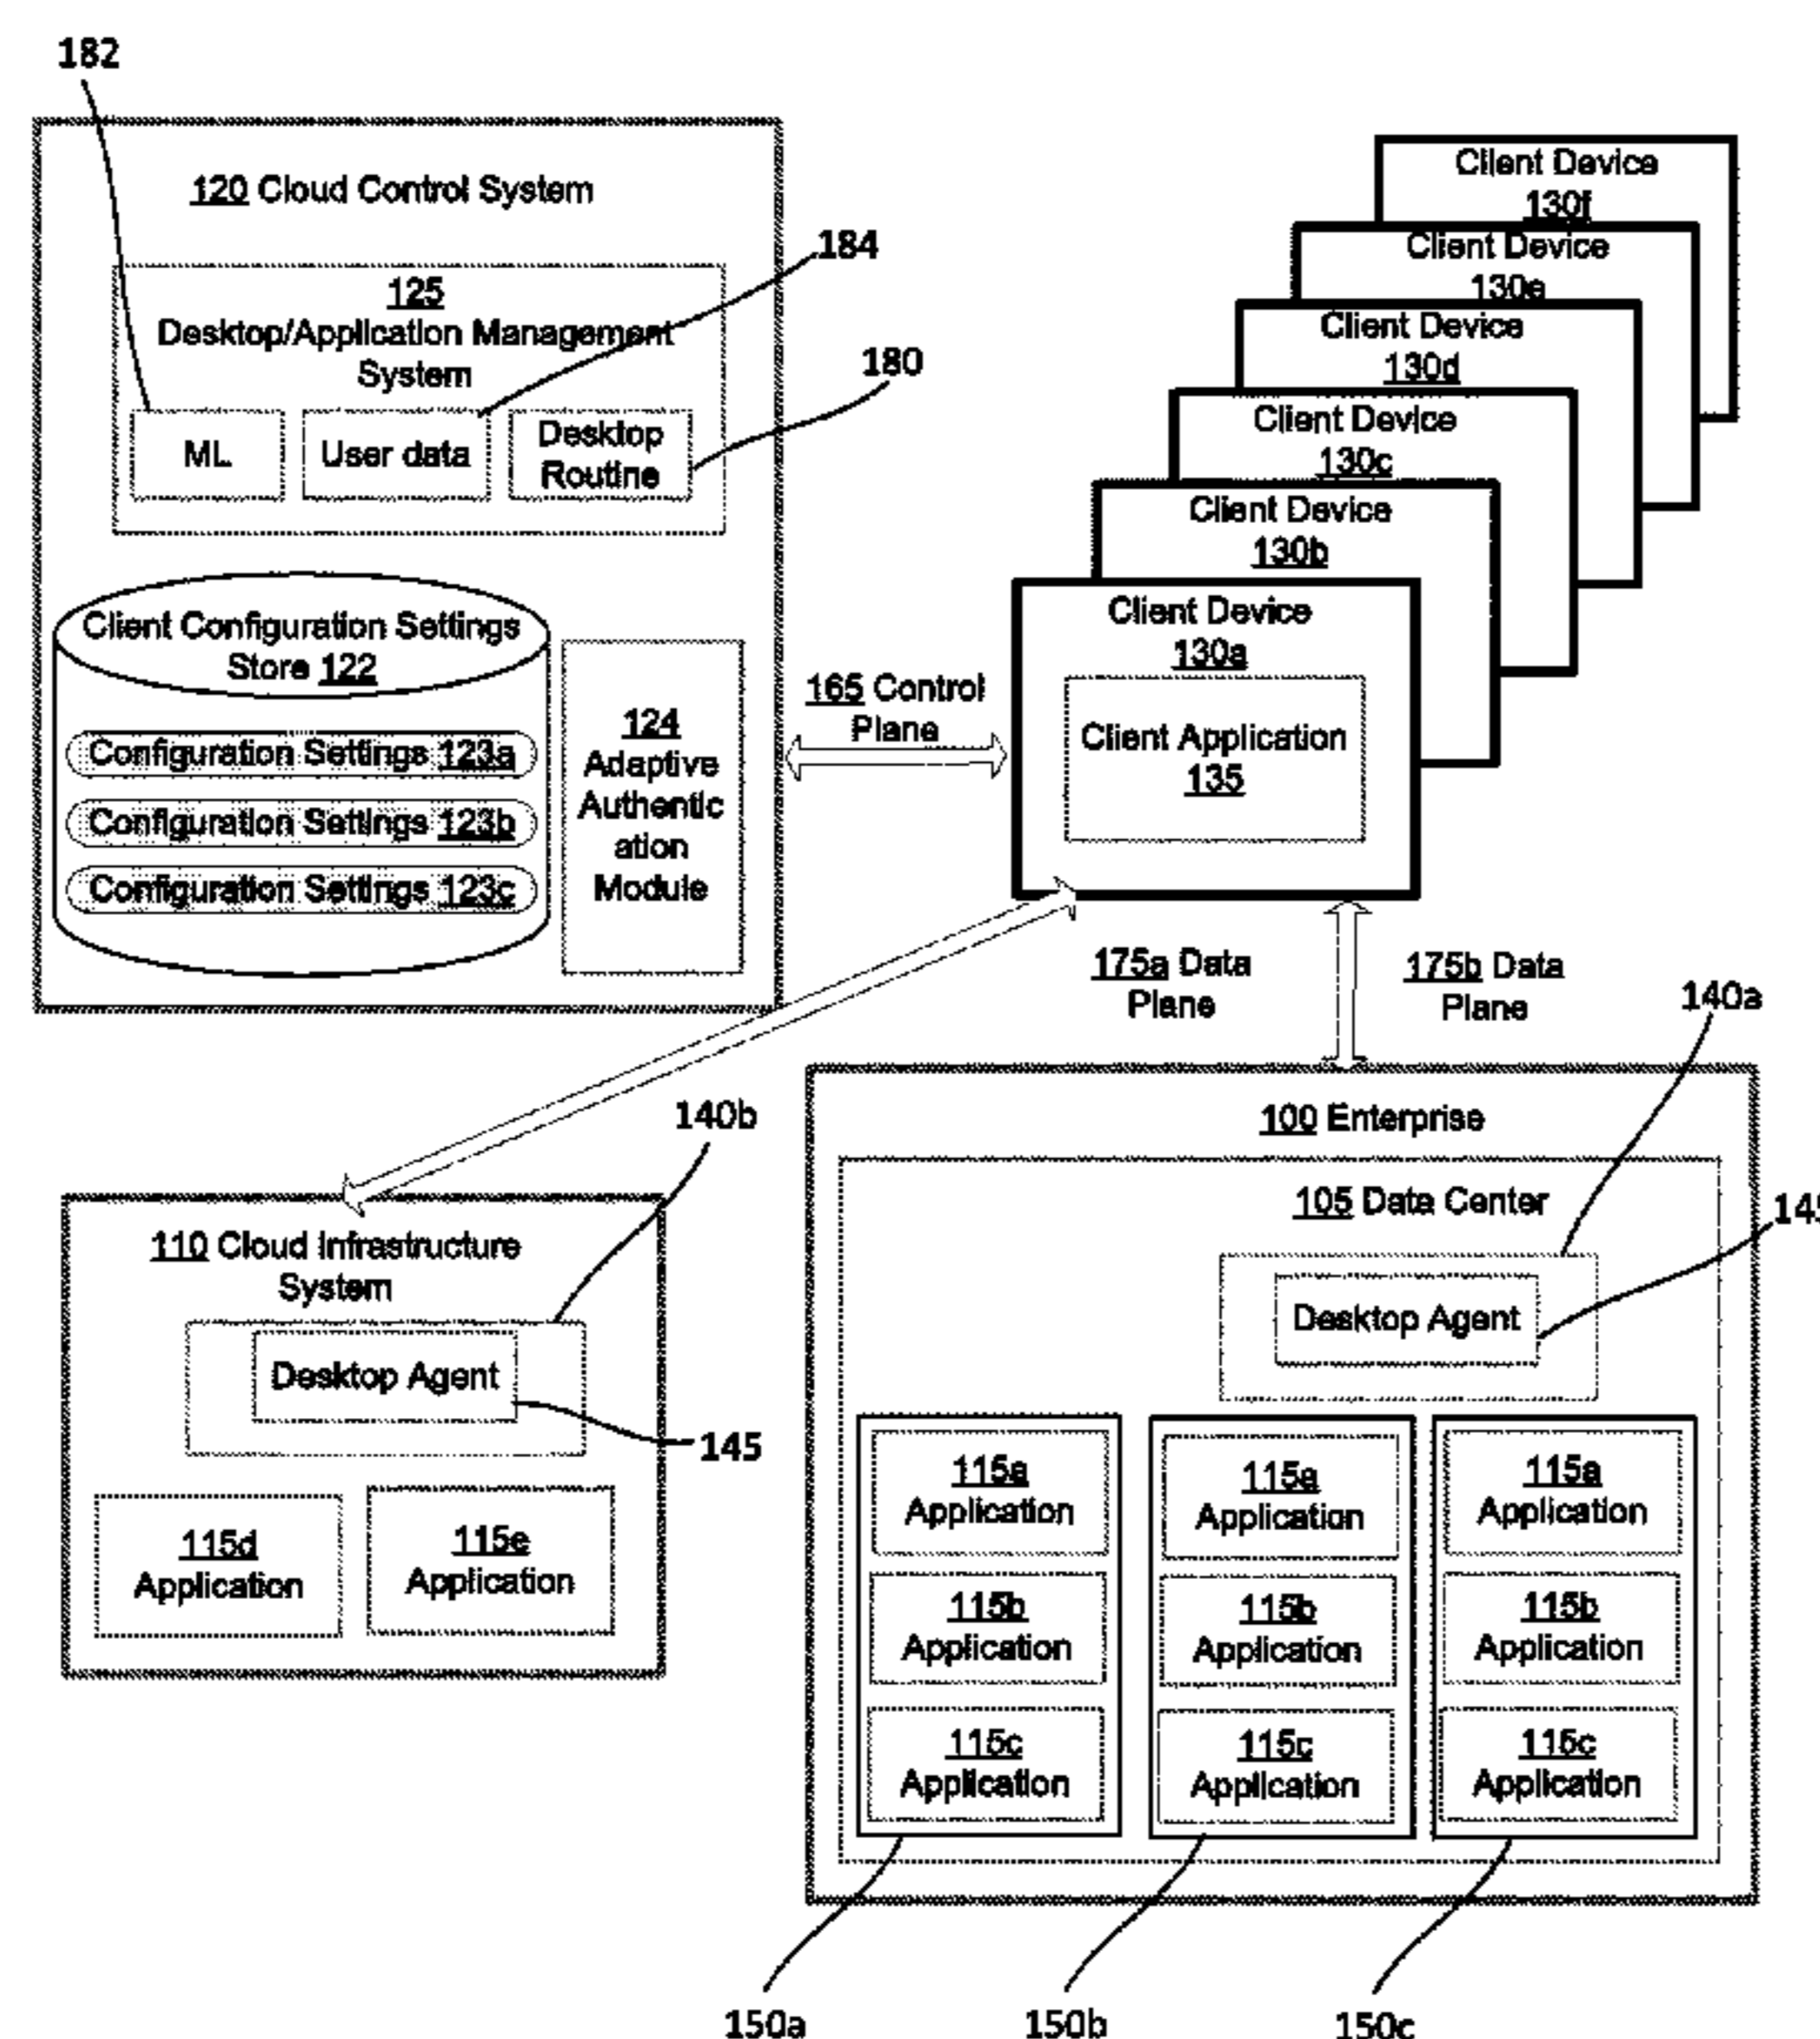 182
120 Cloud Control System
184
125
Desktop/Application Management
System
180
ML
User data
Desktop
Routine
Client Configuration Settings
Store 122
Configuration Settings 123a
Configuration Settings 123b
Configuration Settings 123c
124
Adaptive
Authentic
ation
Module
165 Control
Plane
Client Device
130f
Client Device
130e
Client Device
130d
Client Device
130c
Client Device
130b
Client Device
130a
Client Application
135
175a Data
Plane
175b Data
Plane
140a
140b
110 Cloud Infrastructure
System
Desktop Agent
145
115d
Application
115e
Application
100 Enterprise
105 Data Center
145
Desktop Agent
115a
Application
115b
Application
115c
Application
115a
Application
115b
Application
115c
Application
115a
Application
115b
Application
115c
Application
150a
150b
150c